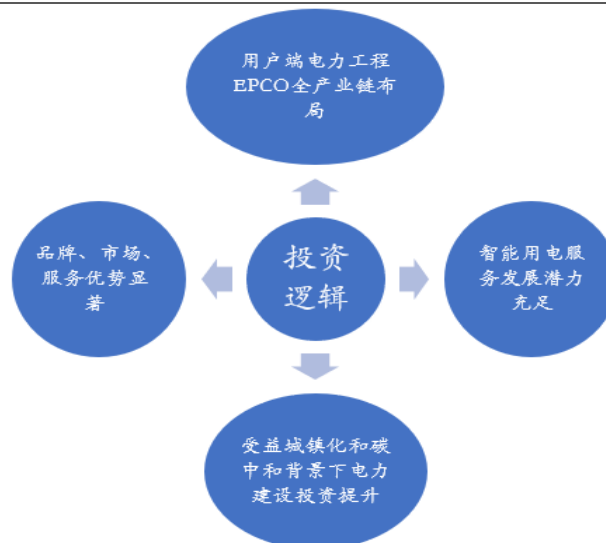 用户端电力工程
EPCO全产业链布
局
品牌、市场、
服务优势显
著
投资
逻辑
智能用电服
务发展潜力
充足
受益城镇化和碳
中和背景下电力
建设投资提升